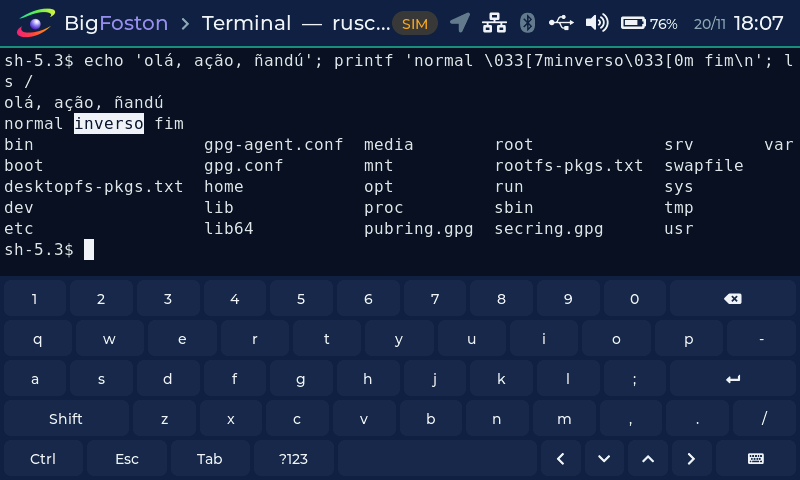 BigFoston > Terminal — rusc... SIM 76% 20/11 18:07
sh-5.3$ echo 'olá, ação, ñandú'; printf 'normal \033[7minverso\033[0m fim\n'; l
s /
olá, ação, ñandú
normal inverso fim
bin gpg-agent.conf media root srv var
boot gpg.conf mnt rootfs-pkgs.txt swapfile
desktopfs-pkgs.txt home opt run sys
dev lib proc sbin tmp
etc lib64 pubring.gpg secring.gpg usr
sh-5.3$
1 2 3 4 5 6 7 8 9 0
q w e r t y u i o p -
a s d f g h j k l ;
Shift z x c v b n m , . /
Ctrl Esc Tab ?123